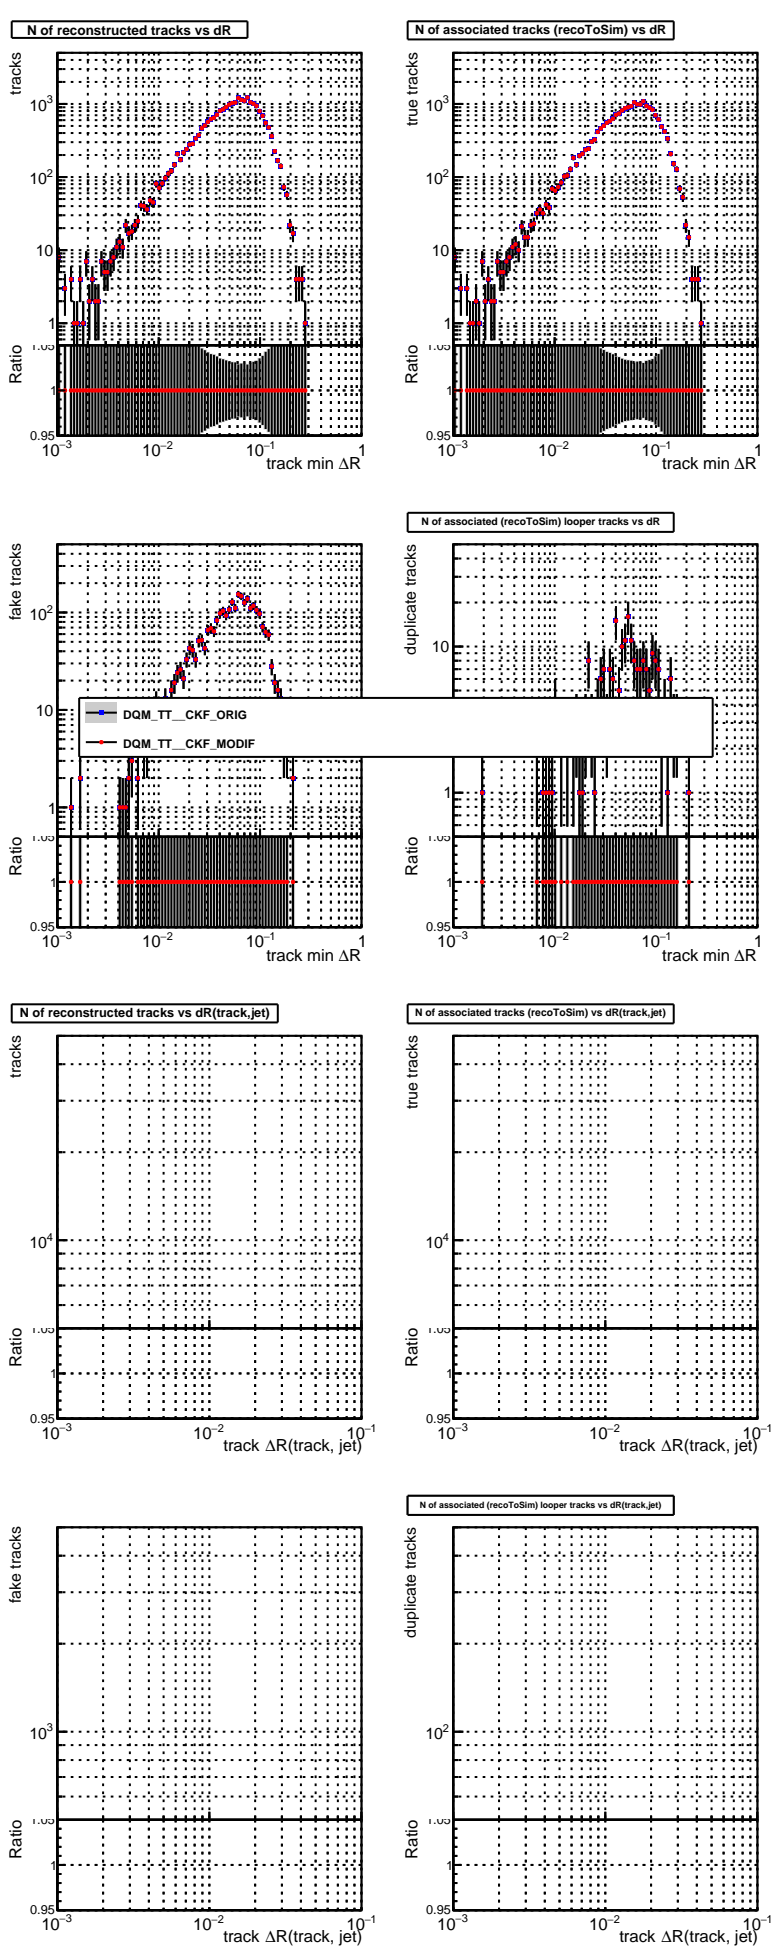 N of reconstructed tracks vs dR
tracks
10³
10²
10
1
Ratio
1.05
1
0.95
10⁻³ 10⁻² 10⁻¹ 1
track min ΔR
N of associated tracks (recoToSim) vs dR
true tracks
10³
10²
10
1
Ratio
1.05
1
0.95
10⁻³ 10⁻² 10⁻¹ 1
track min ΔR
fake tracks
10²
10
1
Ratio
1.05
1
0.95
10⁻³ 10⁻² 10⁻¹ 1
track min ΔR
N of associated (recoToSim) looper tracks vs dR
duplicate tracks
10
1
Ratio
1.05
1
0.95
10⁻³ 10⁻² 10⁻¹ 1
track min ΔR
DQM_TT__CKF_ORIG
DQM_TT__CKF_MODIF
N of reconstructed tracks vs dR(track,jet)
tracks
10⁴
Ratio
1.05
1
0.95
10⁻³ 10⁻² 10⁻¹
track ΔR(track, jet)
N of associated tracks (recoToSim) vs dR(track,jet)
true tracks
10⁴
Ratio
1.05
1
0.95
10⁻³ 10⁻² 10⁻¹
track ΔR(track, jet)
fake tracks
10³
Ratio
1.05
1
0.95
10⁻³ 10⁻² 10⁻¹
track ΔR(track, jet)
N of associated (recoToSim) looper tracks vs dR(track,jet)
duplicate tracks
10²
Ratio
1.05
1
0.95
10⁻³ 10⁻² 10⁻¹
track ΔR(track, jet)